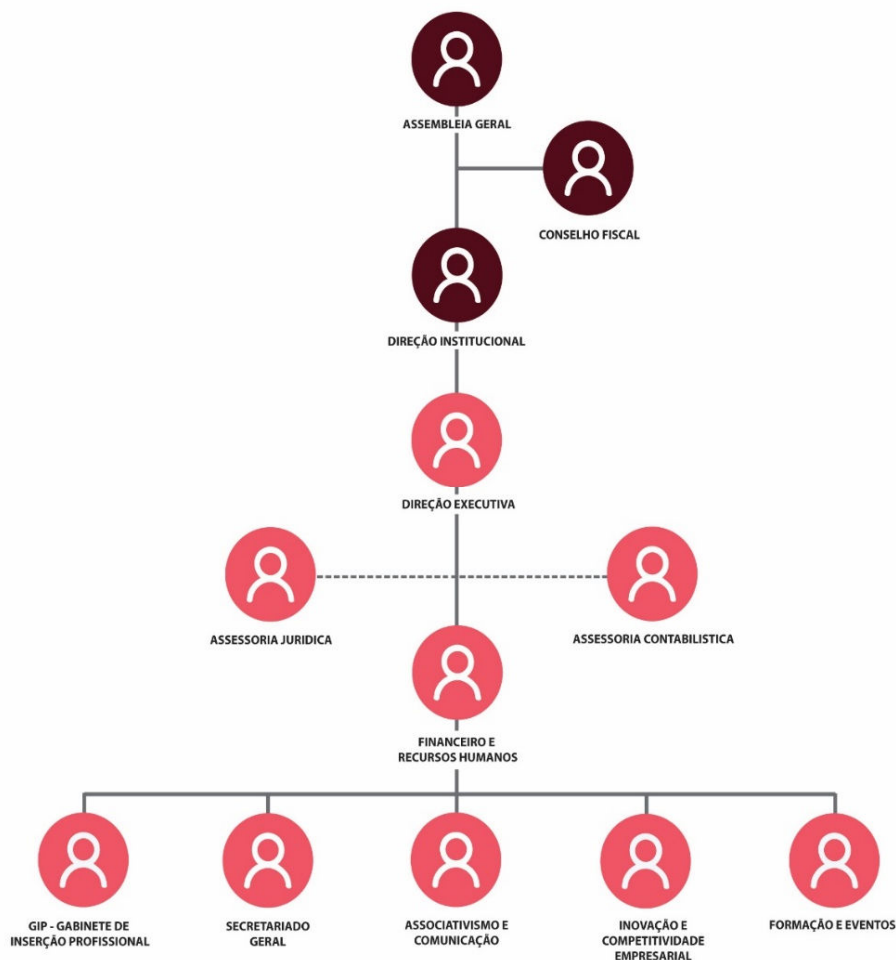 ASSEMBLEIA GERAL
CONSELHO FISCAL
DIREÇÃO INSTITUCIONAL
DIREÇÃO EXECUTIVA
ASSESSORIA JURIDICA
ASSESSORIA CONTABILISTICA
FINANCEIRO E
RECURSOS HUMANOS
GIP - GABINETE DE
INSERÇÃO PROFISSIONAL
SECRETARIADO
GERAL
ASSOCIATIVISMO E
COMUNICAÇÃO
INOVAÇÃO E
COMPETITIVIDADE
EMPRESARIAL
FORMAÇÃO E EVENTOS